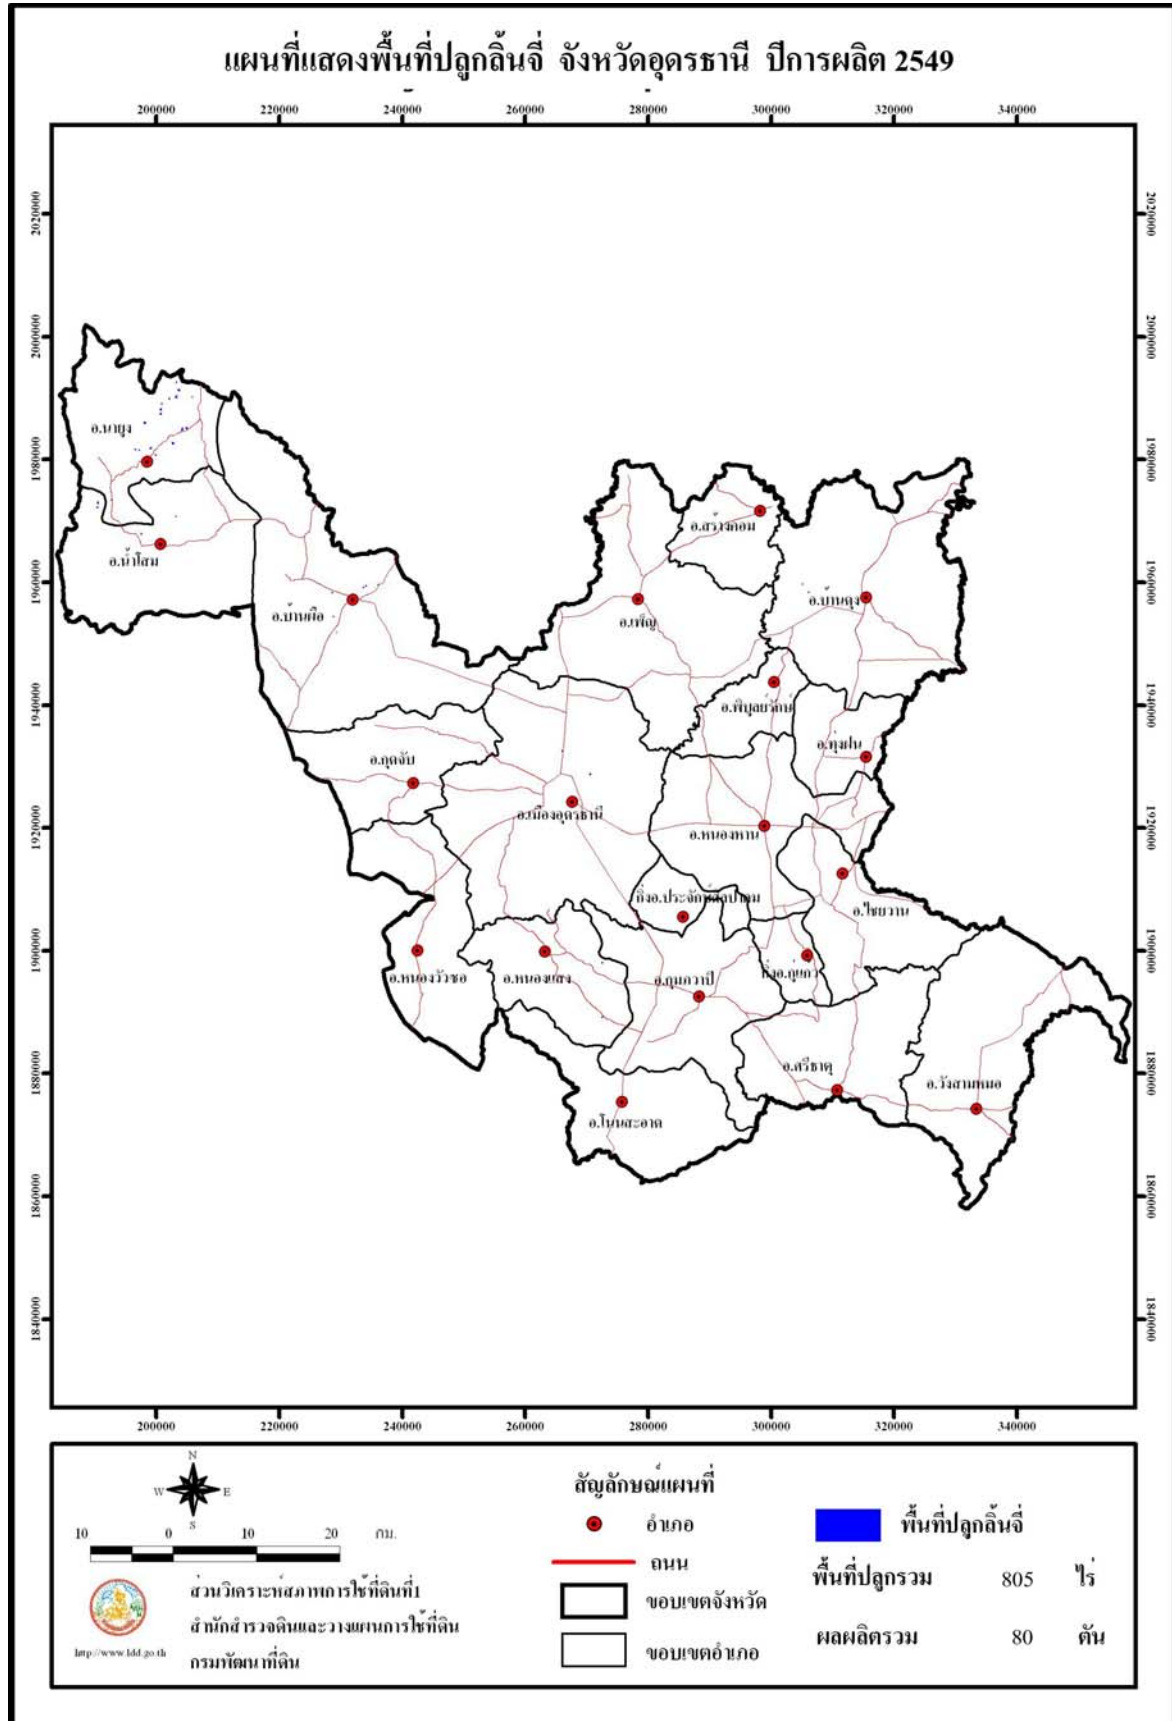 แผนที่แสดงพื้นที่ปลูกลิ้นจี่ จังหวัดอุดรธานี ปีการผลิต 2549
200000 220000 240000 260000 280000 300000 320000 340000
2020000 2020000
2000000 2000000
1980000 1980000
1960000 1960000
1940000 1940000
1920000 1920000
1900000 1900000
1880000 1880000
1860000 1860000
1840000 1840000
อ.นายูง
อ.สร้างคอม
อ.น้ำโสม
อ.บ้านผือ
อ.เพ็ญ
อ.บ้านดุง
อ.พิบูลย์รักษ์
อ.ทุ่งฝน
อ.กุดจับ
อ.เมืองอุดรธานี
อ.หนองหาน
กิ่งอ.ประจักษ์ศิลปาคม
อ.ไชยวาน
อ.หนองวัวซอ
อ.หนองแสง
อ.กุมภวาปี
กิ่งอ.กู่แก้ว
อ.ศรีธาตุ
อ.วังสามหมอ
อ.โนนสะอาด
200000 220000 240000 260000 280000 300000 320000 340000
N
W E
S
10 0 10 20 กม.
ส่วนวิเคราะห์สภาพการใช้ที่ดินที่1
สำนักสำรวจดินและวางแผนการใช้ที่ดิน
กรมพัฒนาที่ดิน
http://www.ldd.go.th
สัญลักษณ์แผนที่
อำเภอ
ถนน
ขอบเขตจังหวัด
ขอบเขตอำเภอ
พื้นที่ปลูกลิ้นจี่
พื้นที่ปลูกรวม 805 ไร่
ผลผลิตรวม 80 ตัน